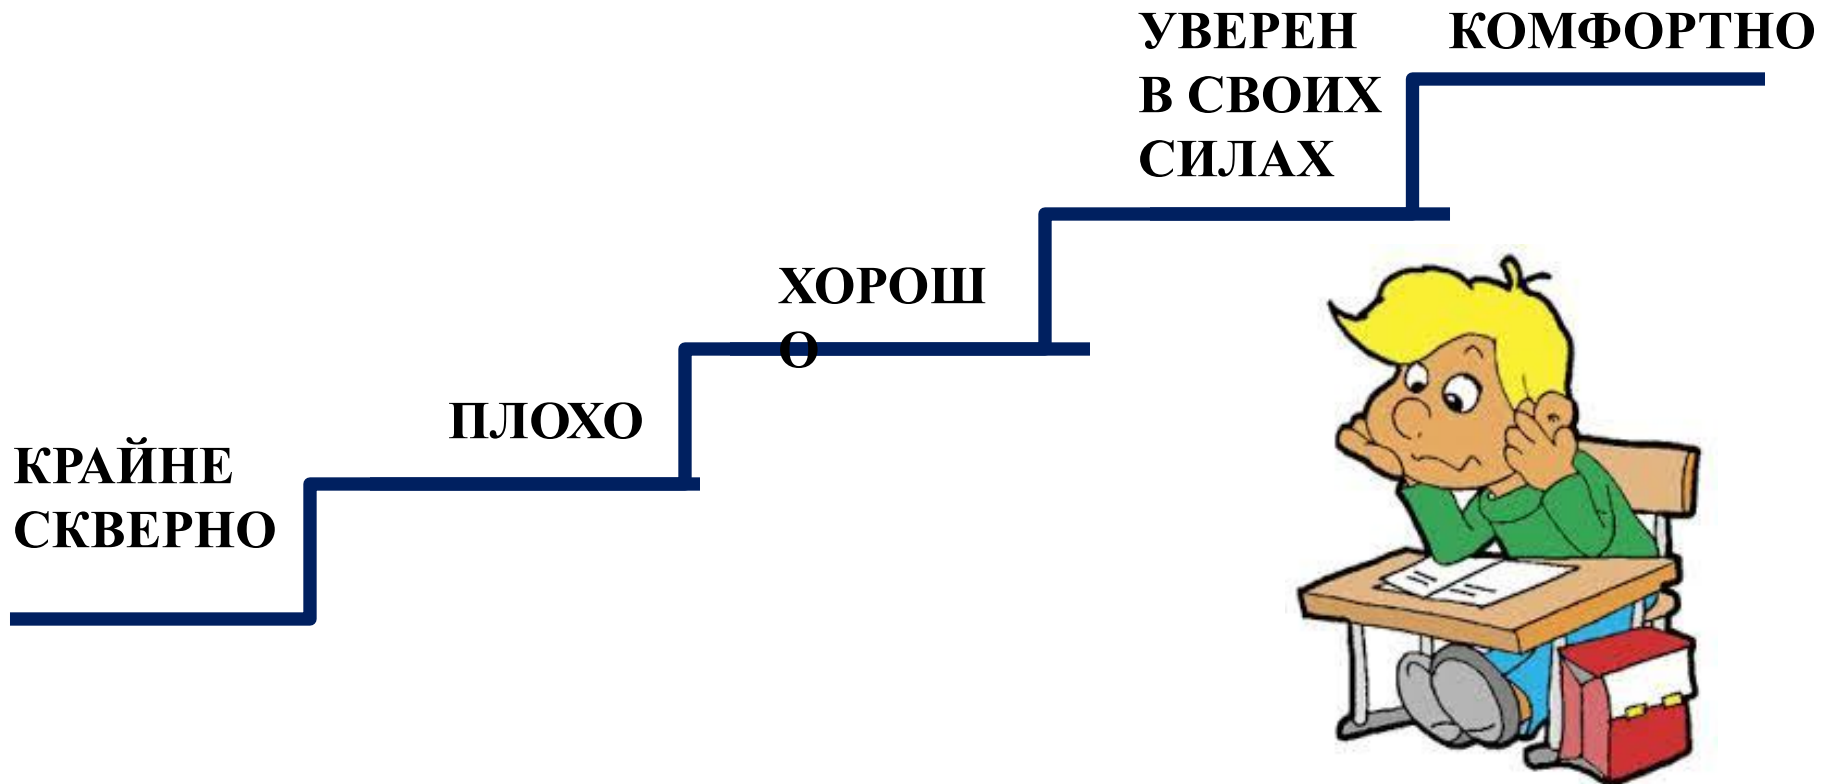 КРАЙНЕ
СКВЕРНО
ПЛОХО
ХОРОШ
О
УВЕРЕН
В СВОИХ
СИЛАХ
КОМФОРТНО